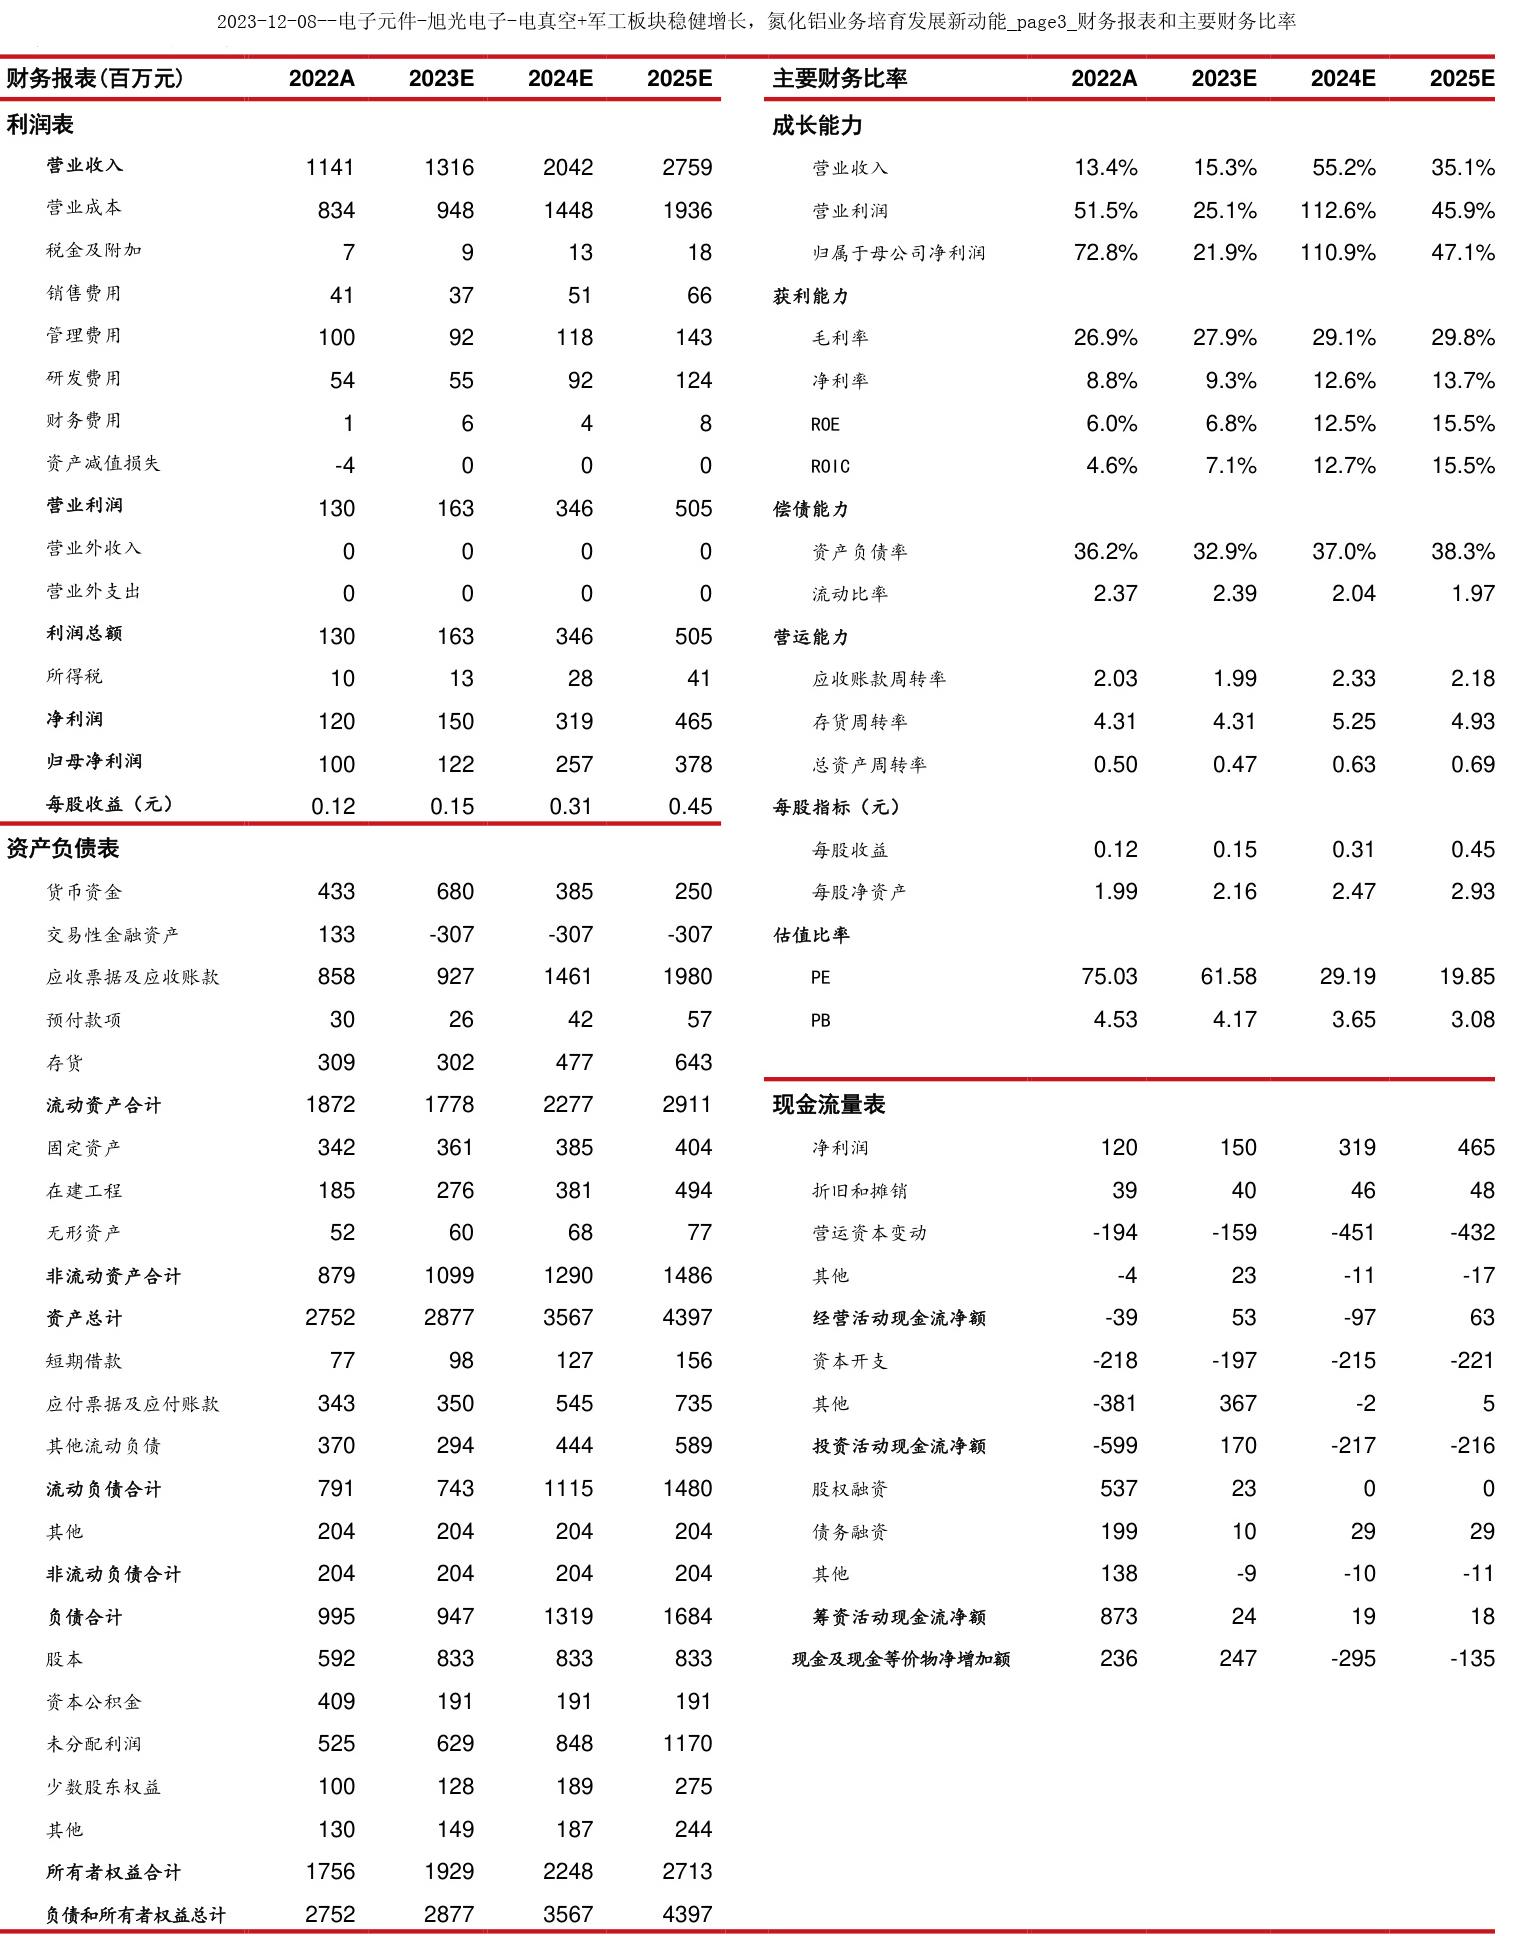 2023-12-08--电子元件-旭光电子-电真空+军工板块稳健增长，氮化铝业务培育发展新动能_page3_财务报表和主要财务比率
财务报表(百万元) 2022A 2023E 2024E 2025E
利润表
营业收入 1141 1316 2042 2759
营业成本 834 948 1448 1936
税金及附加 7 9 13 18
销售费用 41 37 51 66
管理费用 100 92 118 143
研发费用 54 55 92 124
财务费用 1 6 4 8
资产减值损失 -4 0 0 0
营业利润 130 163 346 505
营业外收入 0 0 0 0
营业外支出 0 0 0 0
利润总额 130 163 346 505
所得税 10 13 28 41
净利润 120 150 319 465
归母净利润 100 122 257 378
每股收益（元） 0.12 0.15 0.31 0.45
资产负债表
货币资金 433 680 385 250
交易性金融资产 133 -307 -307 -307
应收票据及应收账款 858 927 1461 1980
预付款项 30 26 42 57
存货 309 302 477 643
流动资产合计 1872 1778 2277 2911
固定资产 342 361 385 404
在建工程 185 276 381 494
无形资产 52 60 68 77
非流动资产合计 879 1099 1290 1486
资产总计 2752 2877 3567 4397
短期借款 77 98 127 156
应付票据及应付账款 343 350 545 735
其他流动负债 370 294 444 589
流动负债合计 791 743 1115 1480
其他 204 204 204 204
非流动负债合计 204 204 204 204
负债合计 995 947 1319 1684
股本 592 833 833 833
资本公积金 409 191 191 191
未分配利润 525 629 848 1170
少数股东权益 100 128 189 275
其他 130 149 187 244
所有者权益合计 1756 1929 2248 2713
负债和所有者权益总计 2752 2877 3567 4397
主要财务比率 2022A 2023E 2024E 2025E
成长能力
营业收入 13.4% 15.3% 55.2% 35.1%
营业利润 51.5% 25.1% 112.6% 45.9%
归属于母公司净利润 72.8% 21.9% 110.9% 47.1%
获利能力
毛利率 26.9% 27.9% 29.1% 29.8%
净利率 8.8% 9.3% 12.6% 13.7%
ROE 6.0% 6.8% 12.5% 15.5%
ROIC 4.6% 7.1% 12.7% 15.5%
偿债能力
资产负债率 36.2% 32.9% 37.0% 38.3%
流动比率 2.37 2.39 2.04 1.97
营运能力
应收账款周转率 2.03 1.99 2.33 2.18
存货周转率 4.31 4.31 5.25 4.93
总资产周转率 0.50 0.47 0.63 0.69
每股指标（元）
每股收益 0.12 0.15 0.31 0.45
每股净资产 1.99 2.16 2.47 2.93
估值比率
PE 75.03 61.58 29.19 19.85
PB 4.53 4.17 3.65 3.08
现金流量表
净利润 120 150 319 465
折旧和摊销 39 40 46 48
营运资本变动 -194 -159 -451 -432
其他 -4 23 -11 -17
经营活动现金流净额 -39 53 -97 63
资本开支 -218 -197 -215 -221
其他 -381 367 -2 5
投资活动现金流净额 -599 170 -217 -216
股权融资 537 23 0 0
债务融资 199 10 29 29
其他 138 -9 -10 -11
筹资活动现金流净额 873 24 19 18
现金及现金等价物净增加额 236 247 -295 -135